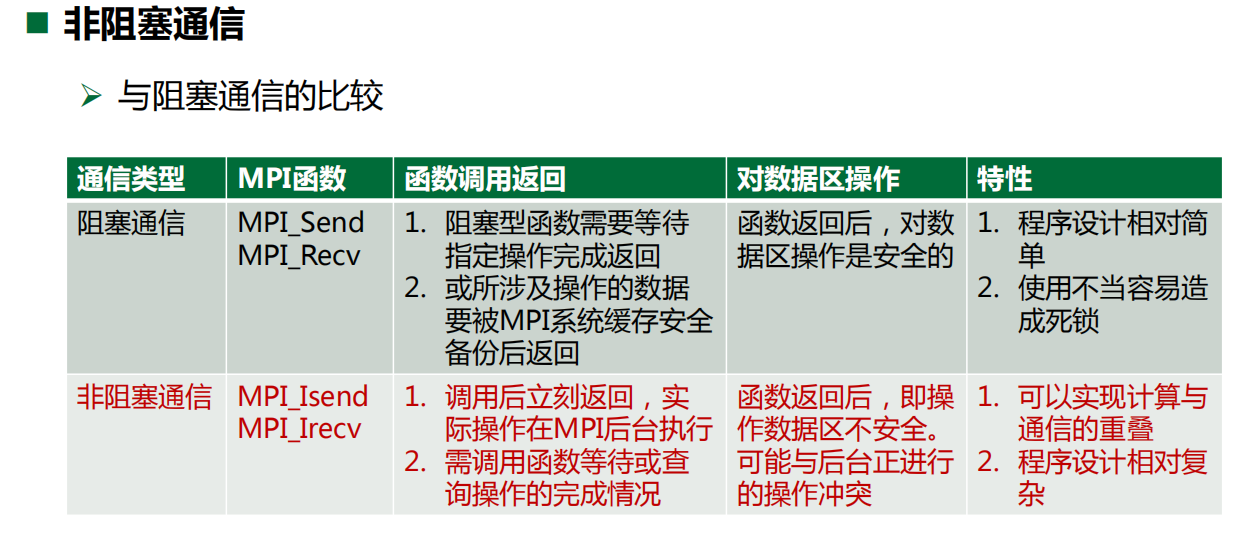 非阻塞通信
与阻塞通信的比较
通信类型 MPI函数 函数调用返回 对数据区操作 特性
阻塞通信
MPI_Send
MPI_Recv
1. 阻塞型函数需要等待
指定操作完成返回
2. 或所涉及操作的数据
要被MPI系统缓存安全
备份后返回
函数返回后，对数
据区操作是安全的
1. 程序设计相对简
单
2. 使用不当容易造
成死锁
非阻塞通信
MPI_Isend
MPI_Irecv
1. 调用后立刻返回，实
际操作在MPI后台执行
2. 需调用函数等待或查
询操作的完成情况
函数返回后，即操
作数据区不安全。
可能与后台正进行
的操作冲突
1. 可以实现计算与
通信的重叠
2. 程序设计相对复
杂